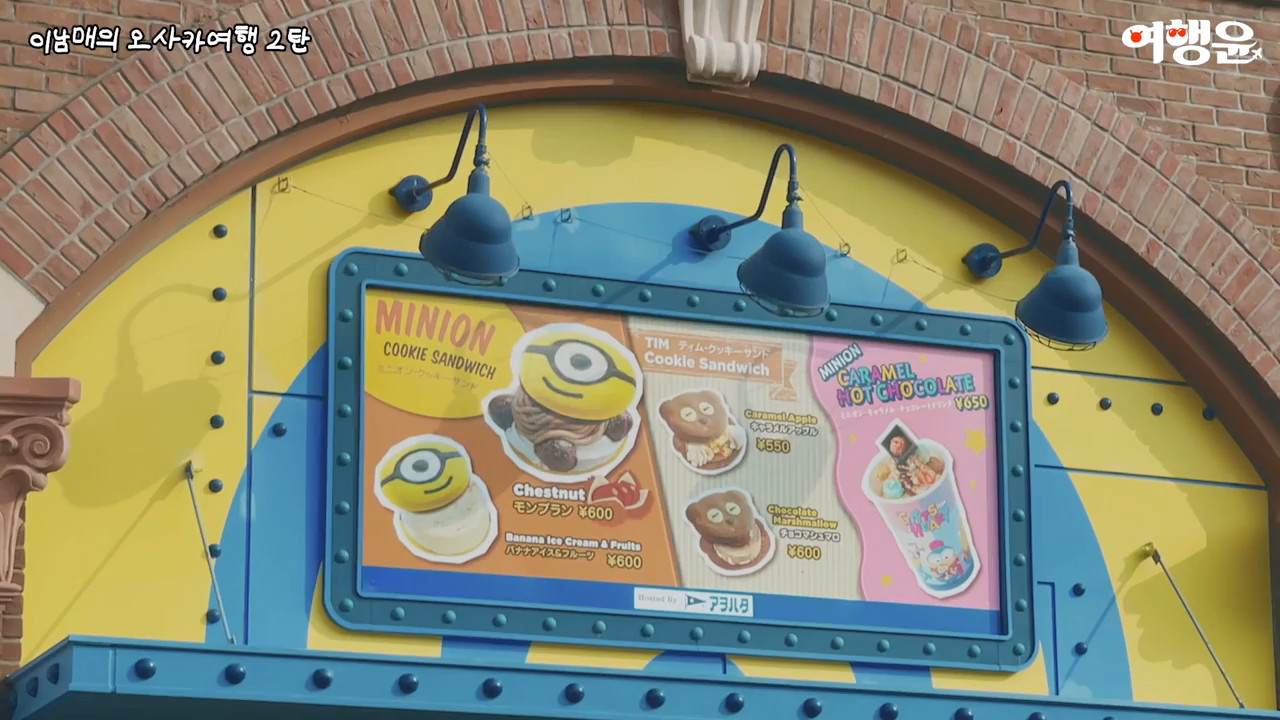 이남매의 오사카여행 2탄
여행윤
MINION
COOKIE SANDWICH
ミニオン・クッキーサンド
Chestnut
モンブラン ¥600
Banana Ice Cream & Fruits
バナナアイス&フルーツ ¥600
TIM ティム・クッキーサンド
Cookie Sandwich
Caramel Apple
キャラメルアップル
¥550
Chocolate
Marshmallow
チョコマシュマロ
¥600
MINION
CARAMEL
HOT CHOCOLATE
¥650
Hosted By アヲハタ